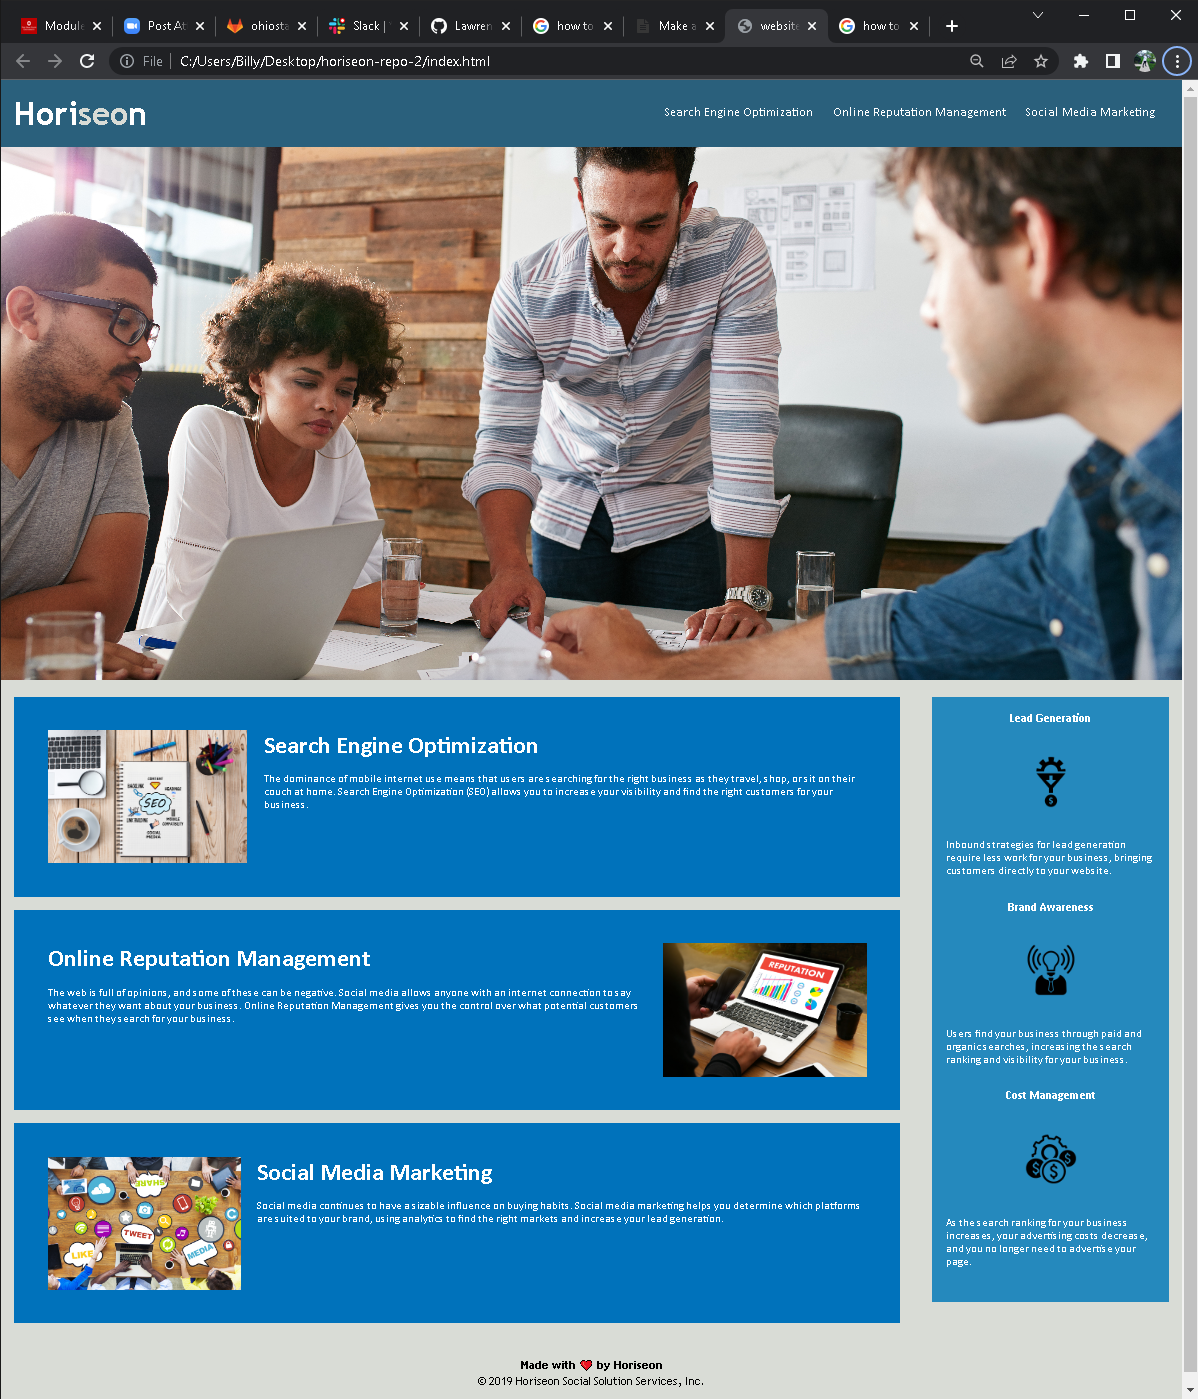 Module
Post At
ohiosta
Slack |
Lawren
how to
Make a
website
how to
File
C:/Users/Billy/Desktop/horiseon-repo-2/index.html
Horiseon
Search Engine Optimization
Online Reputation Management
Social Media Marketing
SEO
Search Engine Optimization
The dominance of mobile internet use means that users are searching for the right business as they travel, shop, or sit on their
couch at home. Search Engine Optimization (SEO) allows you to increase your visibility and find the right customers for your
business.
Online Reputation Management
The web is full of opinions, and some of these can be negative. Social media allows anyone with an internet connection to say
whatever they want about your business. Online Reputation Management gives you the control over what potential customers
see when they search for your business.
REPUTATION
SHARE
TWEET
LIKE
MEDIA
Social Media Marketing
Social media continues to have a sizable influence on buying habits. Social media marketing helps you determine which platforms
are suited to your brand, using analytics to find the right markets and increase your lead generation.
Lead Generation
Inbound strategies for lead generation
require less work for your business, bringing
customers directly to your website.
Brand Awareness
Users find your business through paid and
organic searches, increasing the search
ranking and visibility for your business.
Cost Management
As the search ranking for your business
increases, your advertising costs decrease,
and you no longer need to advertise your
page.
Made with ❤ by Horiseon
© 2019 Horiseon Social Solution Services, Inc.